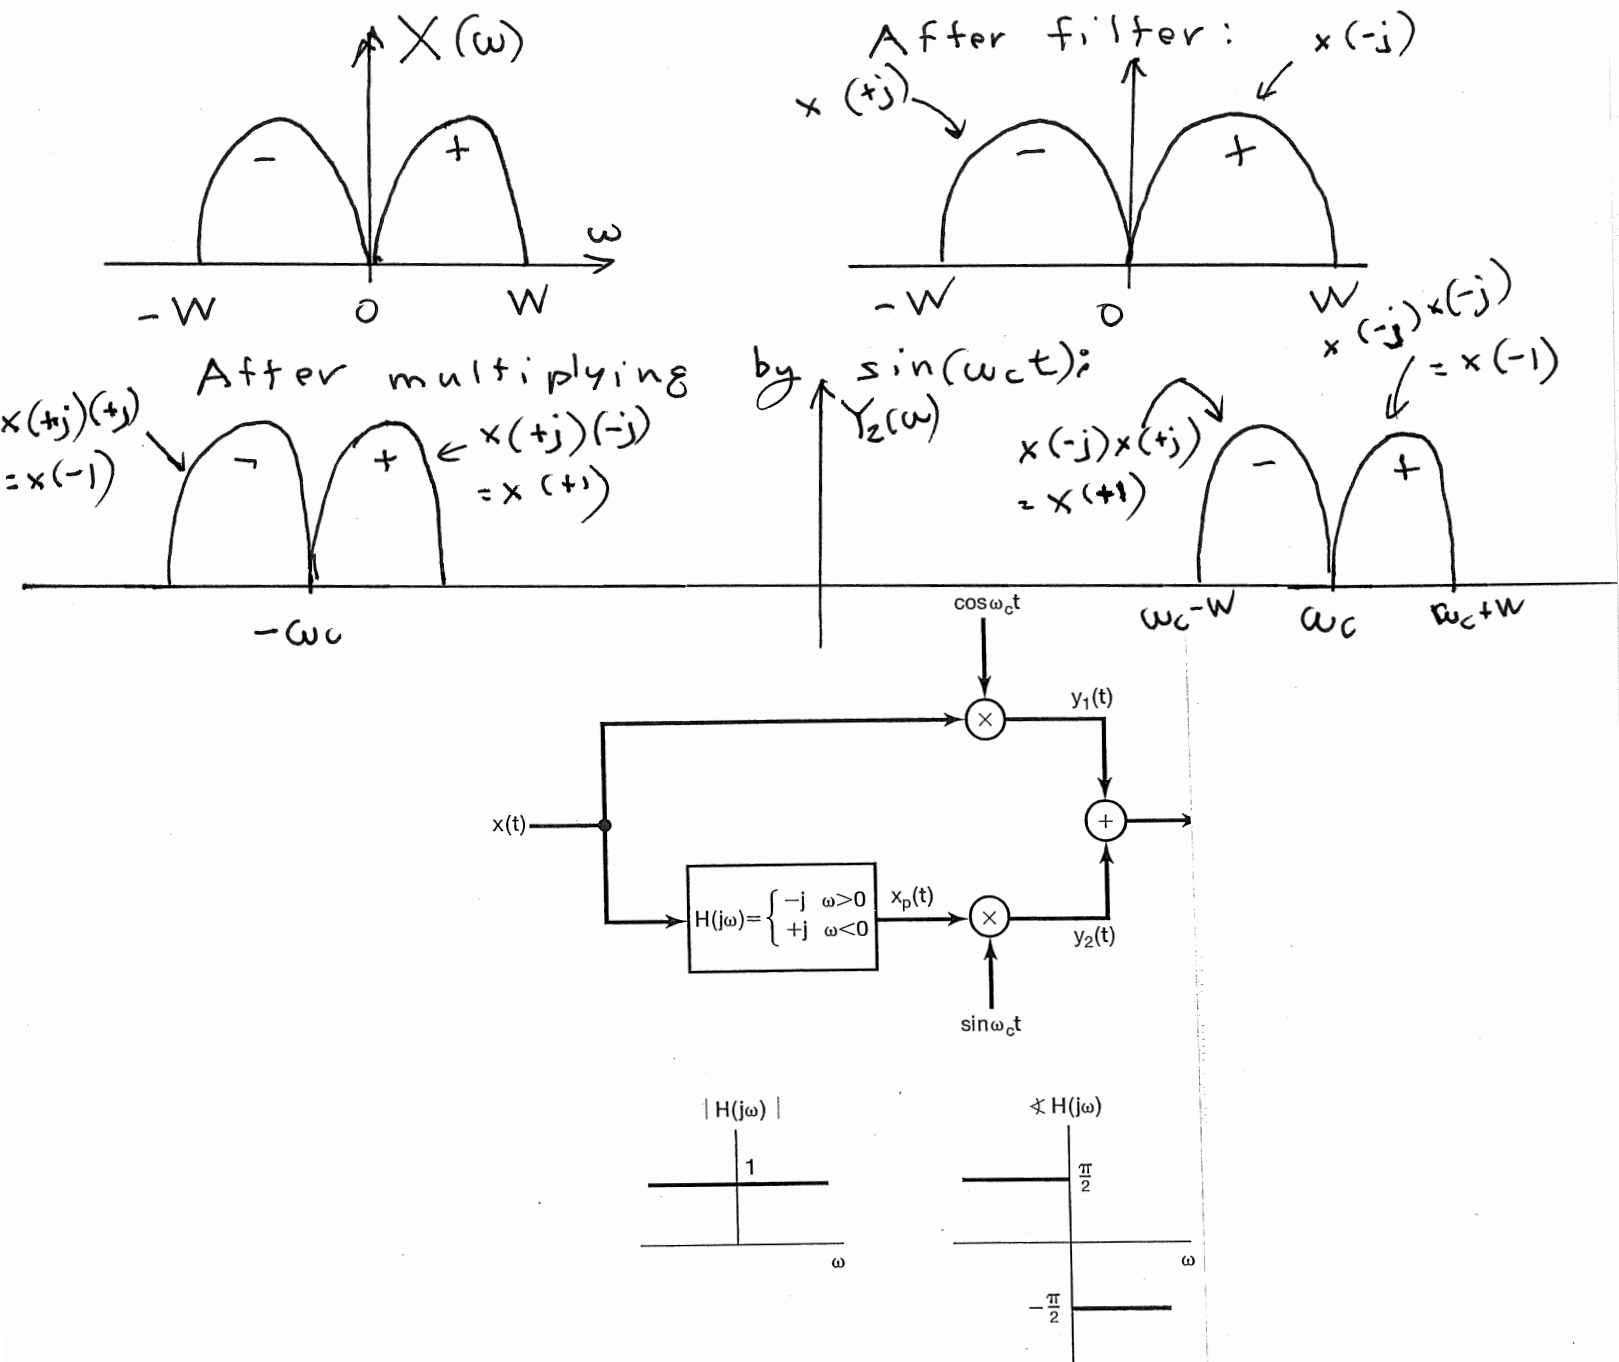 X(ω)
After filter:
x (-j)
x (+j)
-
+
-
+
ω
-W
0
W
-W
0
W
x (-j) x (-j)
= x (-1)
After multiplying by sin(ωct):
Y2(ω)
x (+j)(+j)
= x (-1)
-
+
x (+j)(-j)
= x (+1)
x (-j) x (+j)
= x (+1)
-
+
-ωc
ωc-W
ωc
ωc+W
cosωct
×
y1(t)
x(t)
+
H(jω)= { -j ω>0
+j ω<0
xp(t)
×
y2(t)
sinωct
|H(jω)|
∢ H(jω)
1
π/2
ω
ω
-π/2